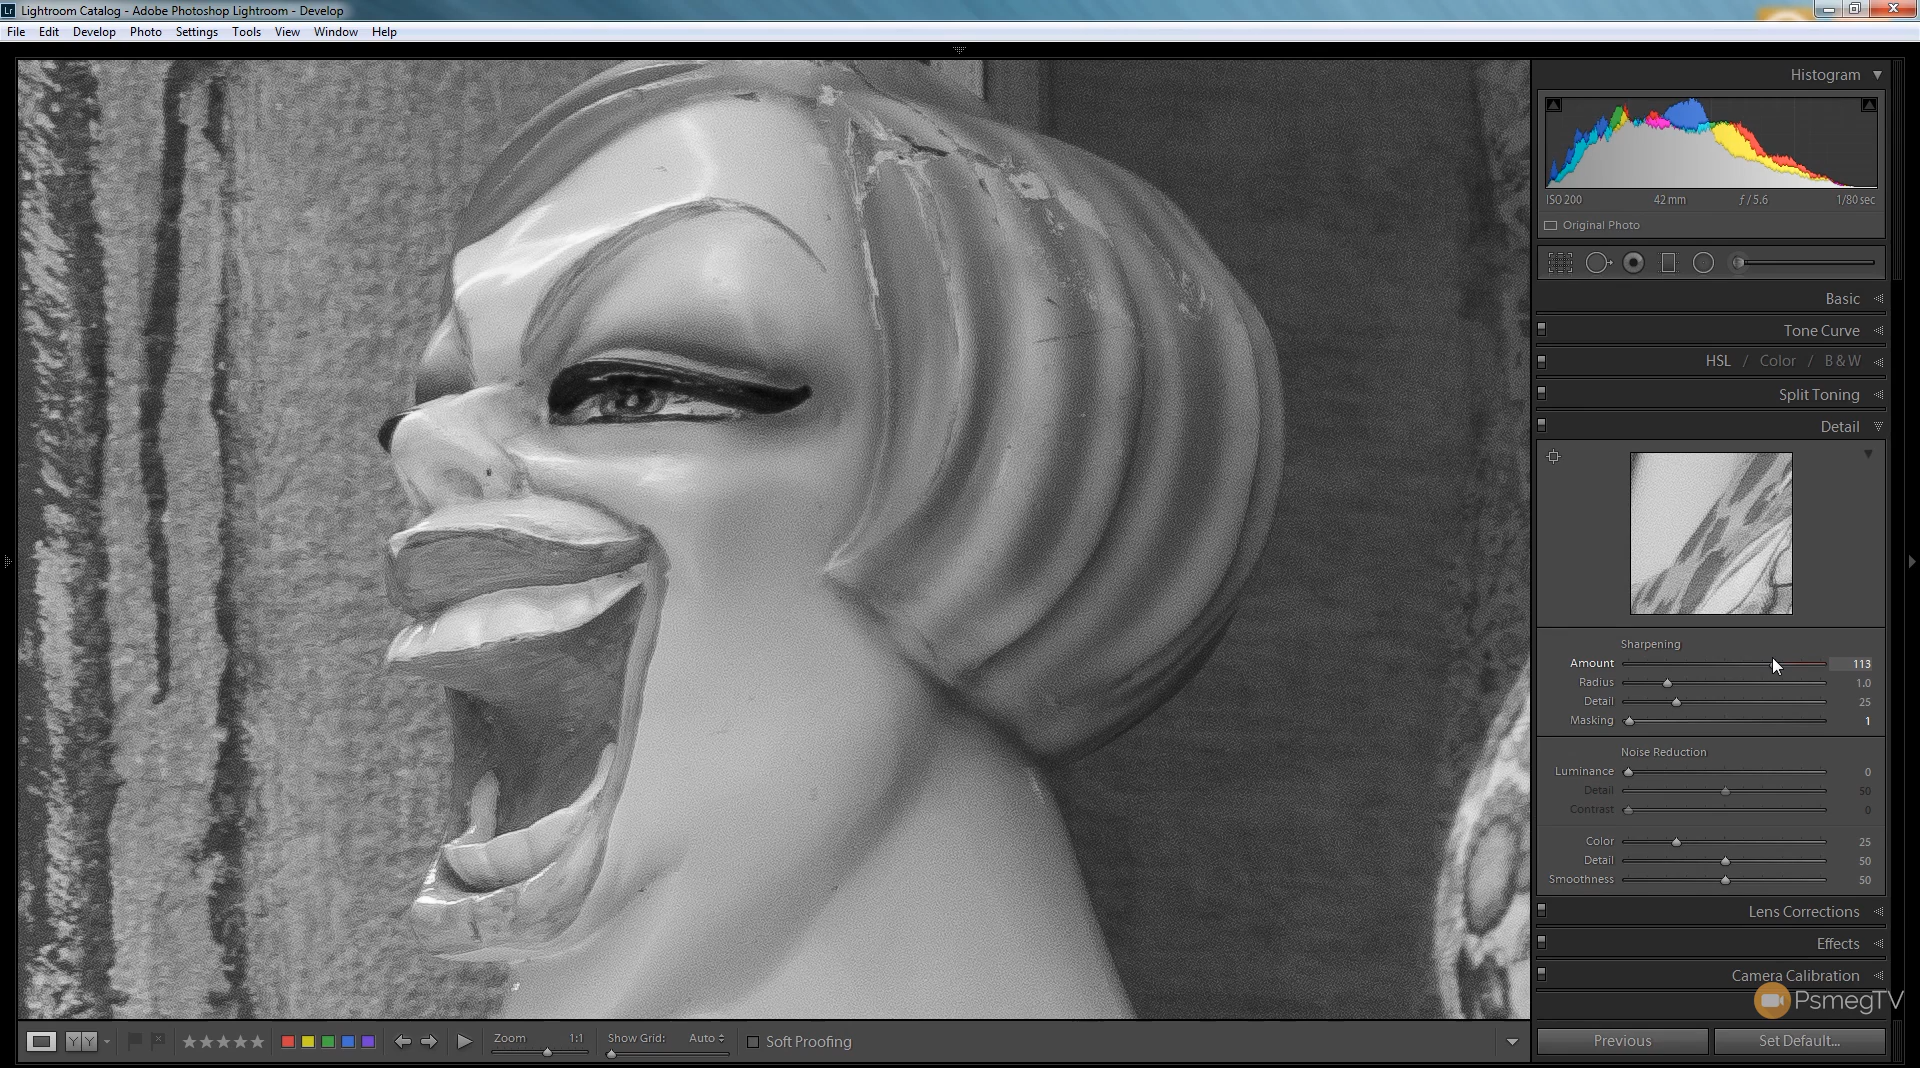 Lr Lightroom Catalog - Adobe Photoshop Lightroom - Develop
File Edit Develop Photo Settings Tools View Window Help
Histogram
ISO 200 42 mm ƒ / 5.6 1/80 sec
Original Photo
Basic
Tone Curve
HSL / Color / B & W
Split Toning
Detail
Sharpening
Amount 113
Radius 1.0
Detail 25
Masking 1
Noise Reduction
Luminance 0
Detail 50
Contrast 0
Color 25
Detail 50
Smoothness 50
Lens Corrections
Effects
Camera Calibration
PsmegTV
Y Y Zoom 1:1 Show Grid: Auto Soft Proofing
Previous Set Default...